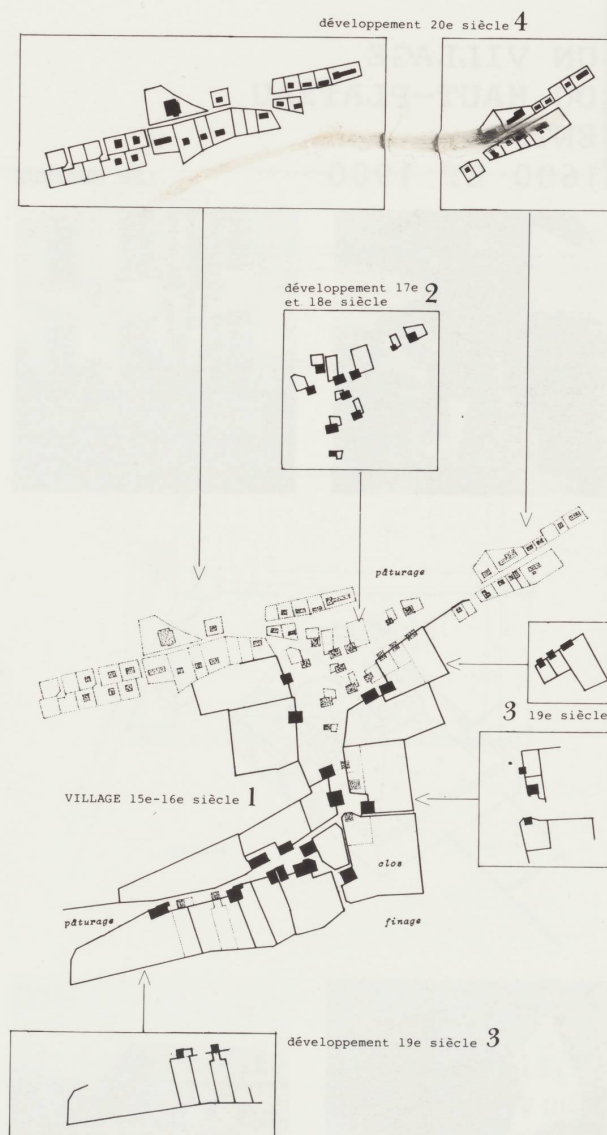 développement 20e siècle 4
développement 17e
et 18e siècle 2
pâturage
3 19e siècle
VILLAGE 15e-16e siècle 1
clos
pâturage
finage
développement 19e siècle 3